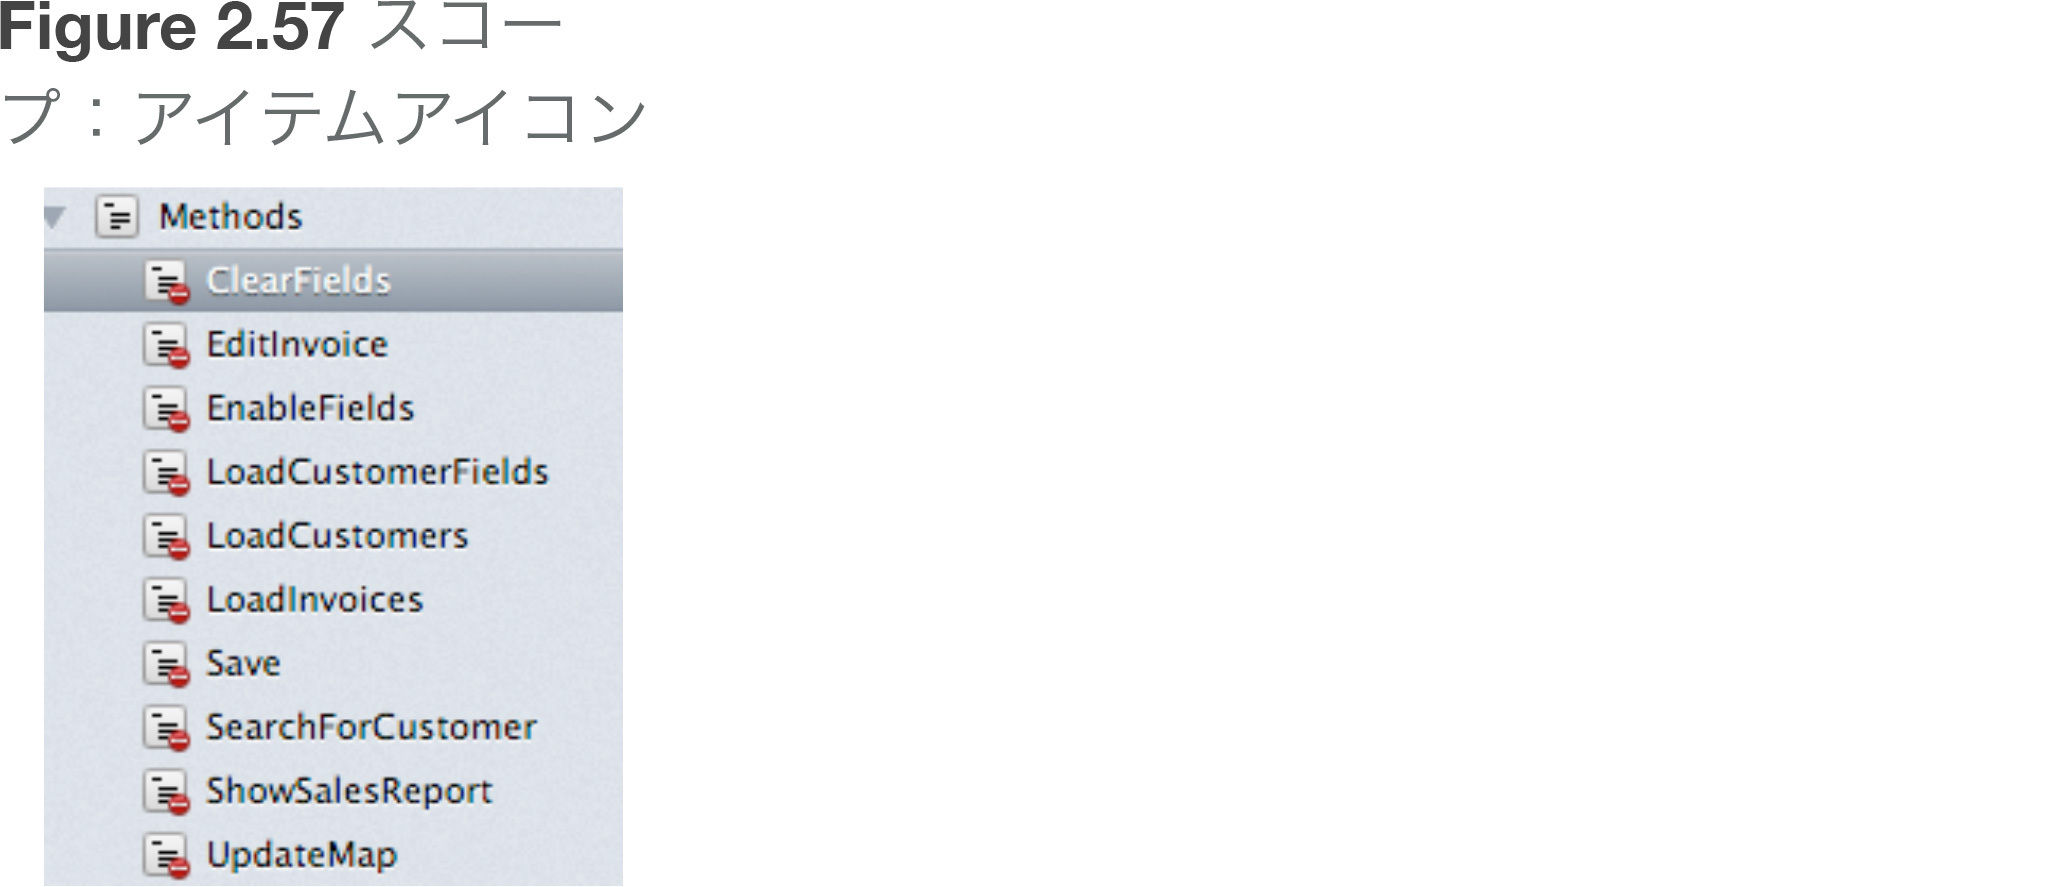 Figure 2.57 スコー
プ：アイテムアイコン
Methods
ClearFields
EditInvoice
EnableFields
LoadCustomerFields
LoadCustomers
LoadInvoices
Save
SearchForCustomer
ShowSalesReport
UpdateMap